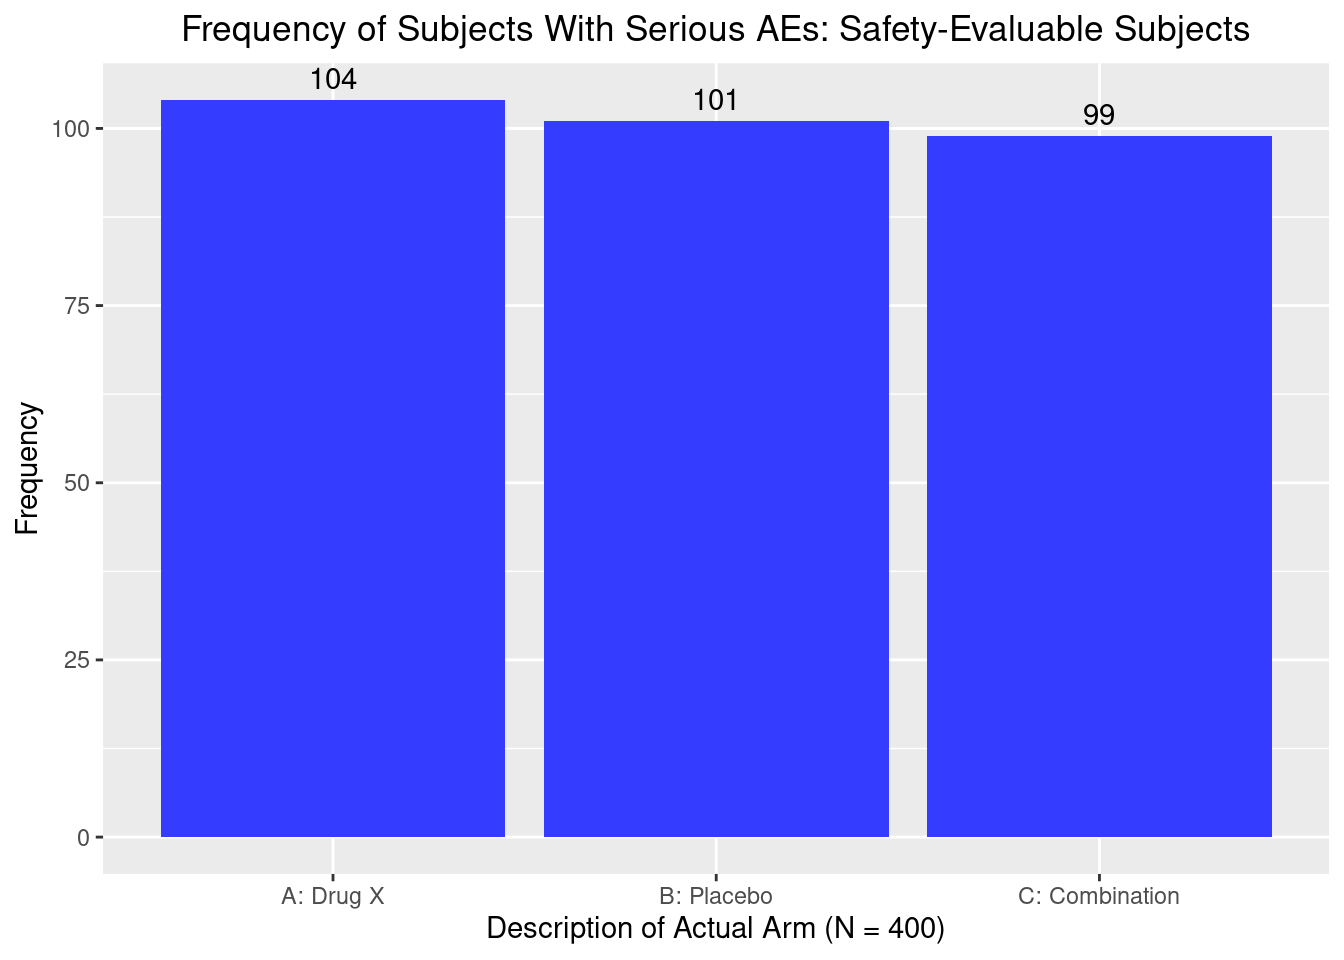 Frequency of Subjects With Serious AEs: Safety-Evaluable Subjects
104
101
99
100
75
50
25
0
Frequency
A: Drug X
B: Placebo
C: Combination
Description of Actual Arm (N = 400)